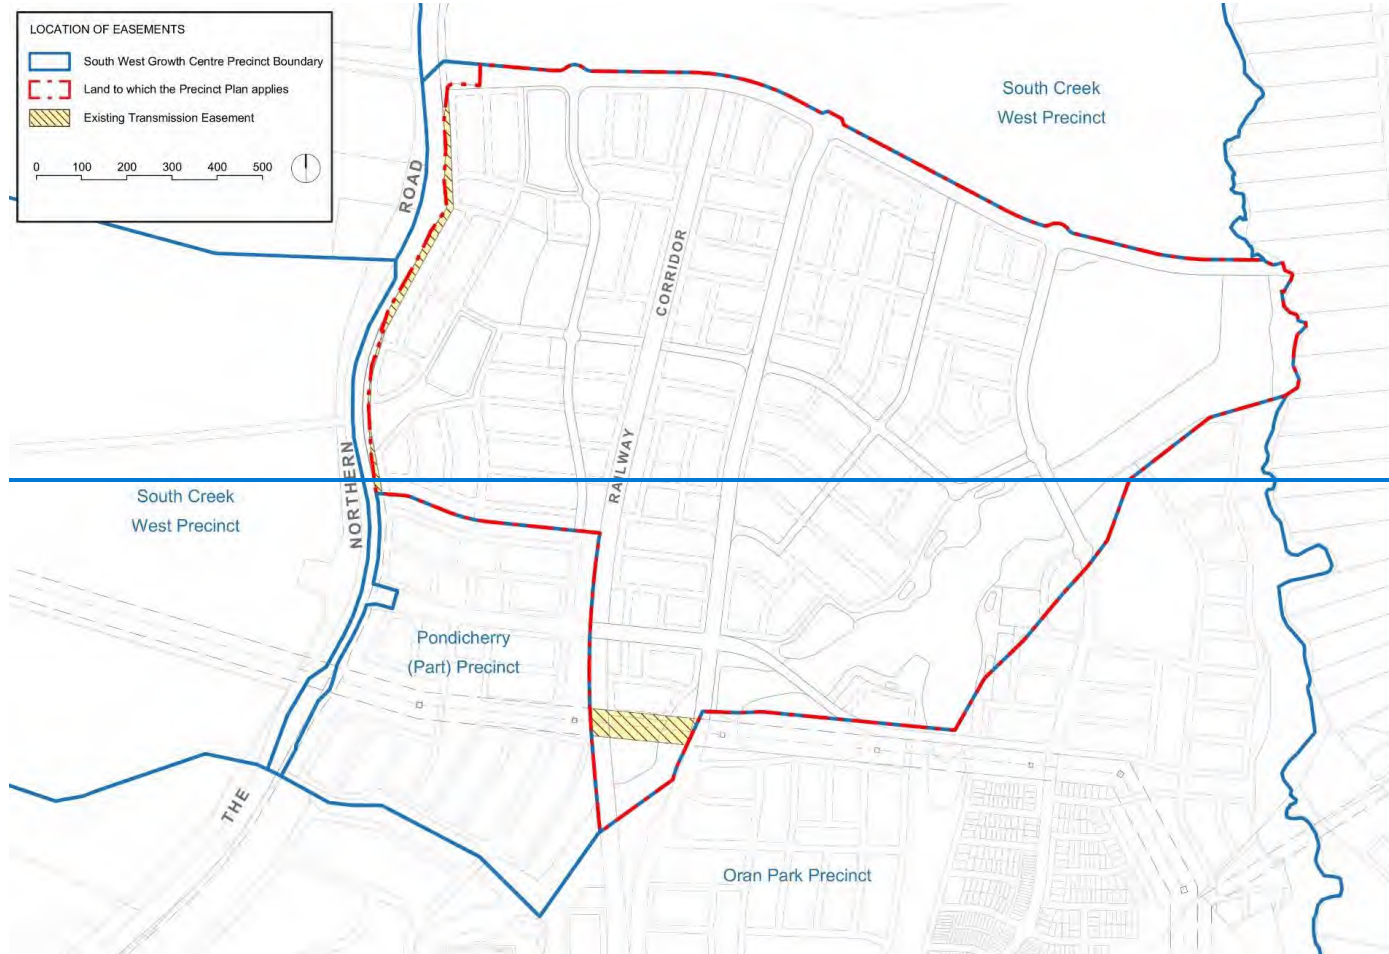 LOCATION OF EASEMENTS
South West Growth Centre Precinct Boundary
Land to which the Precinct Plan applies
Existing Transmission Easement
0 100 200 300 400 500
South Creek
West Precinct
ROAD
CORRIDOR
RAILWAY
NORTHERN
South Creek
West Precinct
Pondicherry
(Part) Precinct
THE
Oran Park Precinct